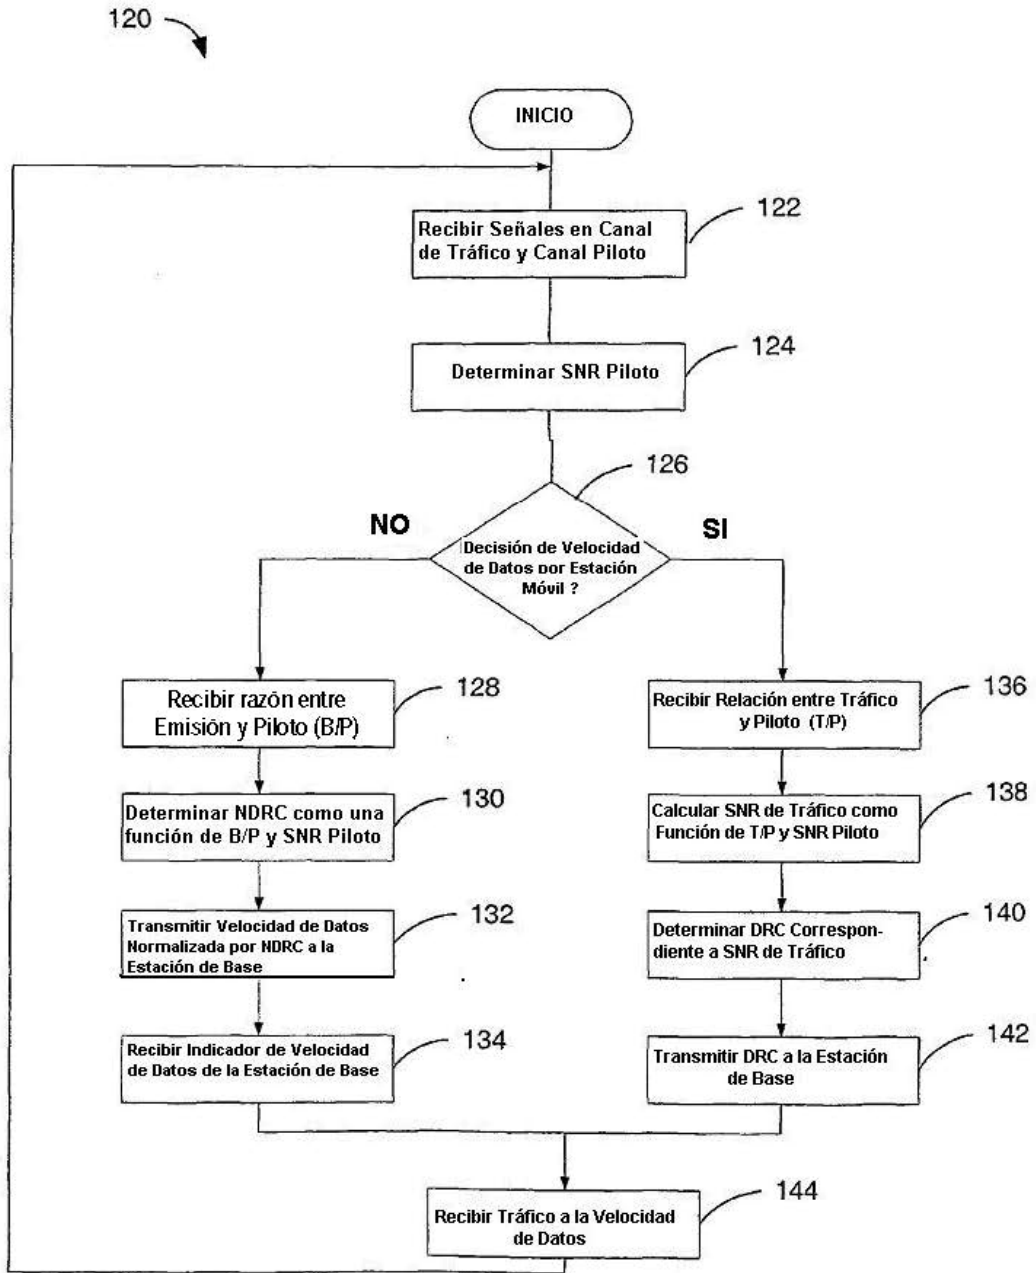 120
INICIO
Recibir Señales en Canal
de Tráfico y Canal Piloto
122
Determinar SNR Piloto
124
126
NO
SI
Decisión de Velocidad
de Datos por Estación
Móvil ?
Recibir razón entre
Emisión y Piloto (B/P)
128
Determinar NDRC como una
función de B/P y SNR Piloto
130
Transmitir Velocidad de Datos
Normalizada por NDRC a la
Estación de Base
132
Recibir Indicador de Velocidad
de Datos de la Estación de Base
134
Recibir Relación entre Tráfico
y Piloto (T/P)
136
Calcular SNR de Tráfico como
Función de T/P y SNR Piloto
138
Determinar DRC Correspon-
diente a SNR de Tráfico
140
Transmitir DRC a la Estación
de Base
142
Recibir Tráfico a la Velocidad
de Datos
144